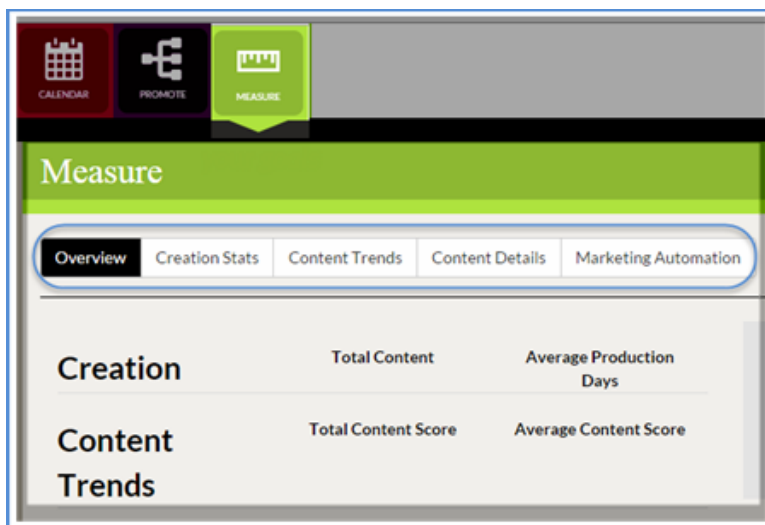 CALENDAR PROMOTE MEASURE
Measure
Overview Creation Stats Content Trends Content Details Marketing Automation
Creation Total Content Average Production
Days
Content Total Content Score Average Content Score
Trends